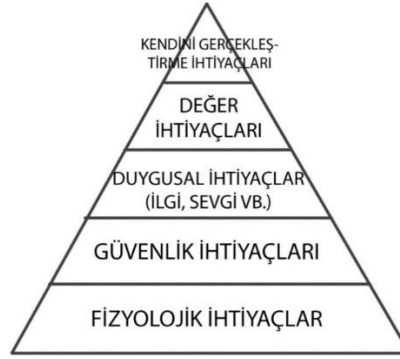 KENDİNİ GERÇEKLEŞ-
TİRME İHTİYAÇLARI
DEĞER
İHTİYAÇLARI
DUYGUSAL İHTİYAÇLAR
(İLGİ, SEVGİ VB.)
GÜVENLİK İHTİYAÇLARI
FİZYOLOJİK İHTİYAÇLAR